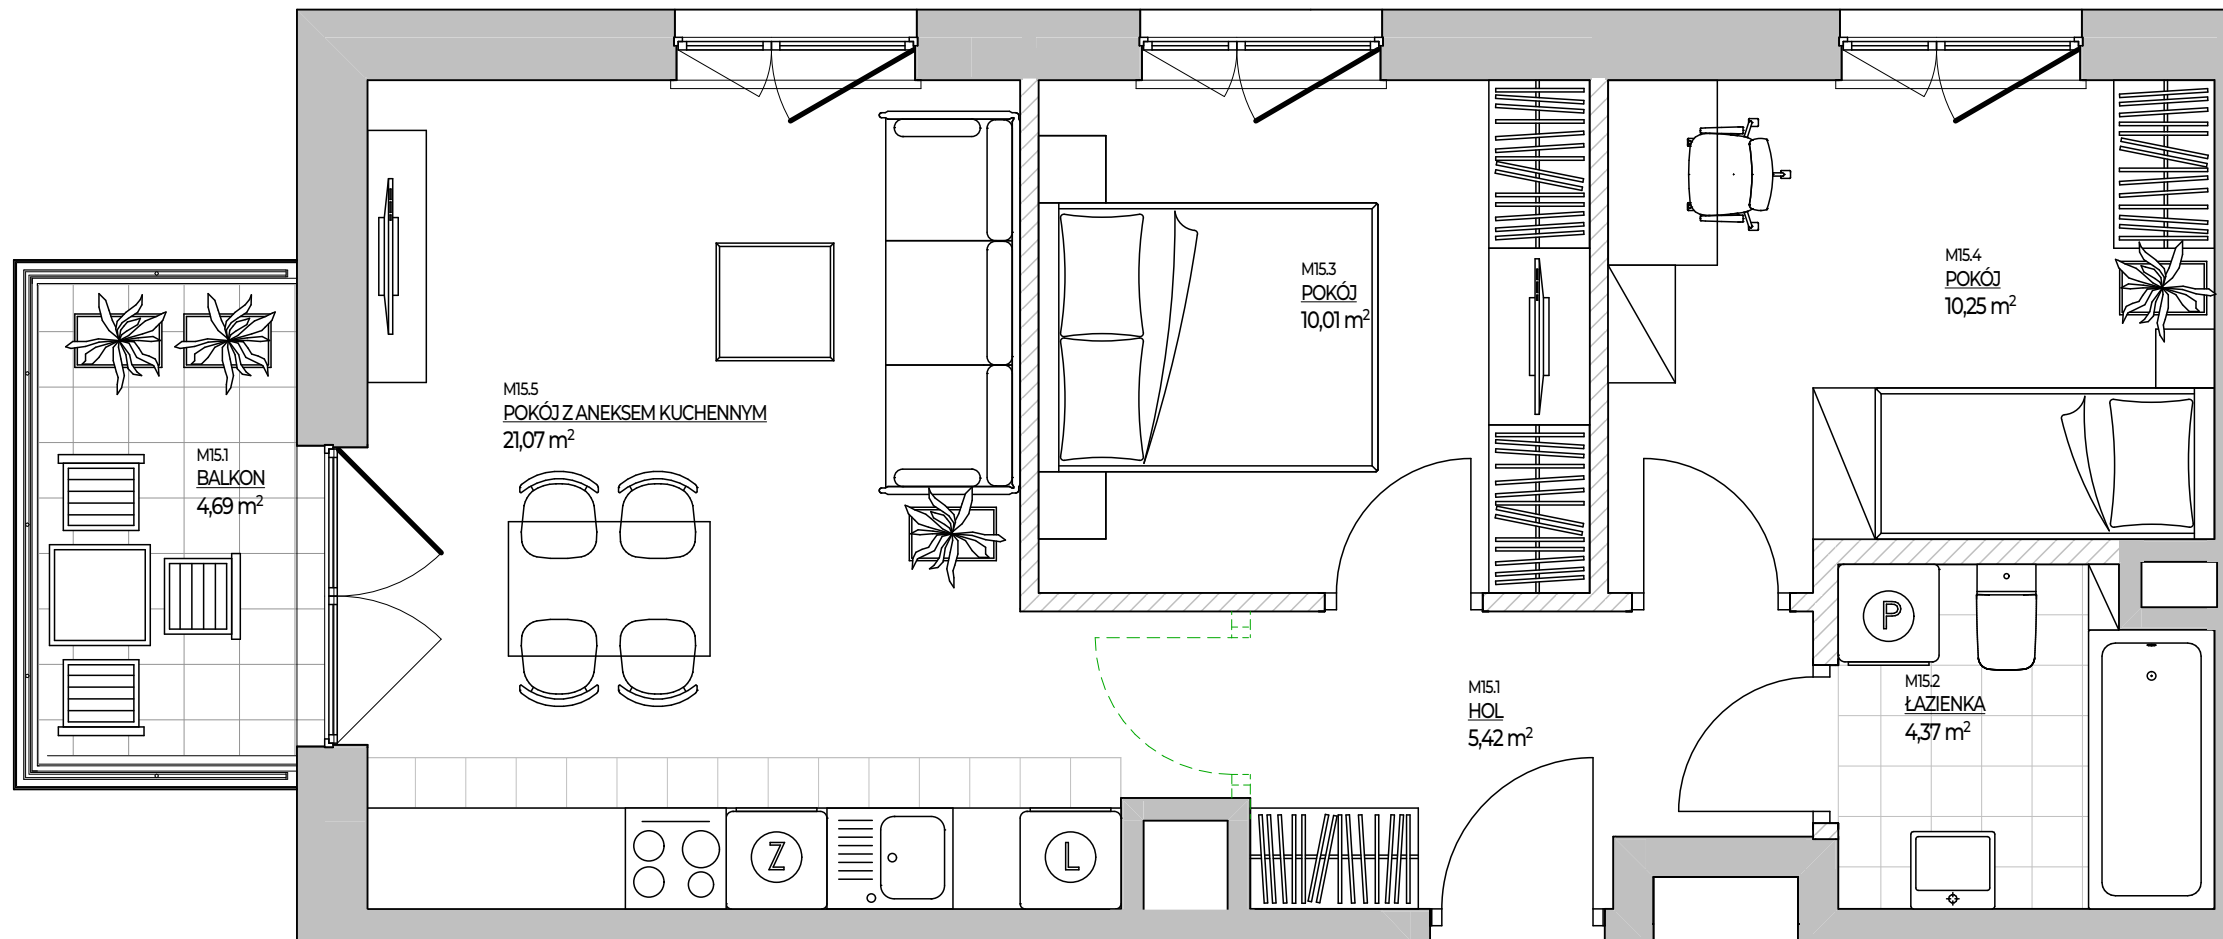 M15.3
POKÓJ
10,01 m²
M15.4
POKÓJ
10,25 m²
M15.5
POKÓJ Z ANEKSEM KUCHENNYM
21,07 m²
M15.1
BALKON
4,69 m²
P
M15.1
HOL
5,42 m²
M15.2
ŁAZIENKA
4,37 m²
Z
L